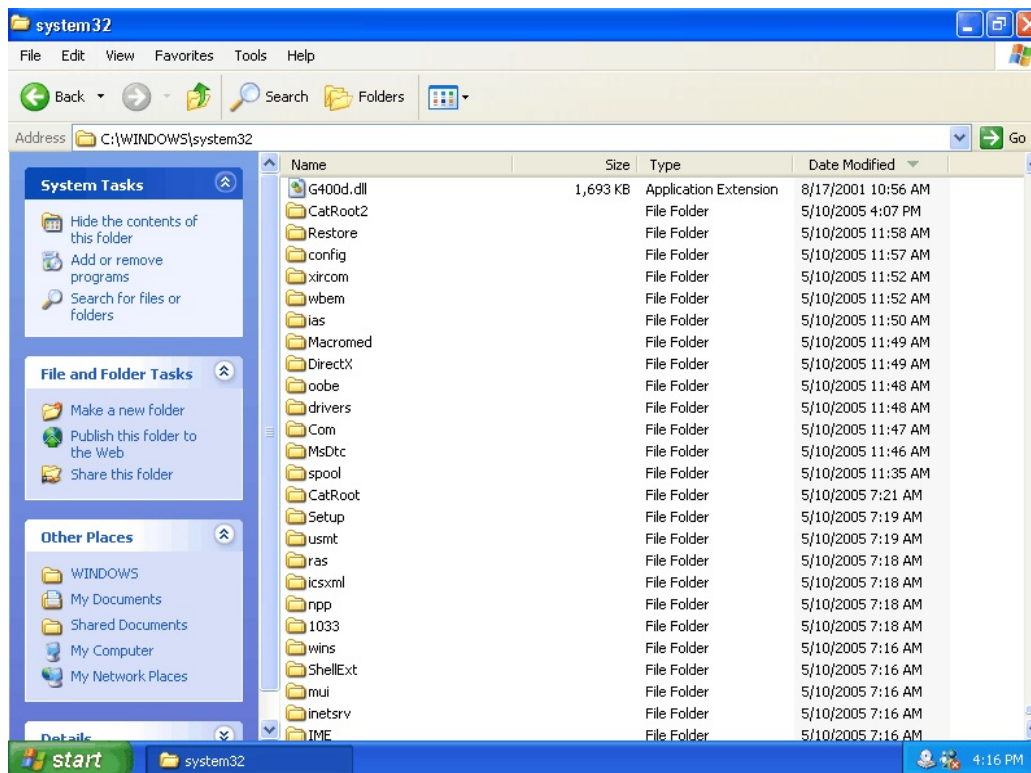 system32
File Edit View Favorites Tools Help
Back Search Folders
Address C:\WINDOWS\system32 Go
System Tasks
Hide the contents of
this folder
Add or remove
programs
Search for files or
folders
File and Folder Tasks
Make a new folder
Publish this folder to
the Web
Share this folder
Other Places
WINDOWS
My Documents
Shared Documents
My Computer
My Network Places
Details
Name Size Type Date Modified
G400d.dll 1,693 KB Application Extension 8/17/2001 10:56 AM
CatRoot2 File Folder 5/10/2005 4:07 PM
Restore File Folder 5/10/2005 11:58 AM
config File Folder 5/10/2005 11:57 AM
xircom File Folder 5/10/2005 11:52 AM
wbem File Folder 5/10/2005 11:52 AM
ias File Folder 5/10/2005 11:50 AM
Macromed File Folder 5/10/2005 11:49 AM
DirectX File Folder 5/10/2005 11:49 AM
oobe File Folder 5/10/2005 11:48 AM
drivers File Folder 5/10/2005 11:48 AM
Com File Folder 5/10/2005 11:47 AM
MsDtc File Folder 5/10/2005 11:46 AM
spool File Folder 5/10/2005 11:35 AM
CatRoot File Folder 5/10/2005 7:21 AM
Setup File Folder 5/10/2005 7:19 AM
usmt File Folder 5/10/2005 7:19 AM
ras File Folder 5/10/2005 7:18 AM
icsxml File Folder 5/10/2005 7:18 AM
npp File Folder 5/10/2005 7:18 AM
1033 File Folder 5/10/2005 7:18 AM
wins File Folder 5/10/2005 7:16 AM
ShellExt File Folder 5/10/2005 7:16 AM
mui File Folder 5/10/2005 7:16 AM
inetsrv File Folder 5/10/2005 7:16 AM
IME File Folder 5/10/2005 7:16 AM
start system32 4:16 PM